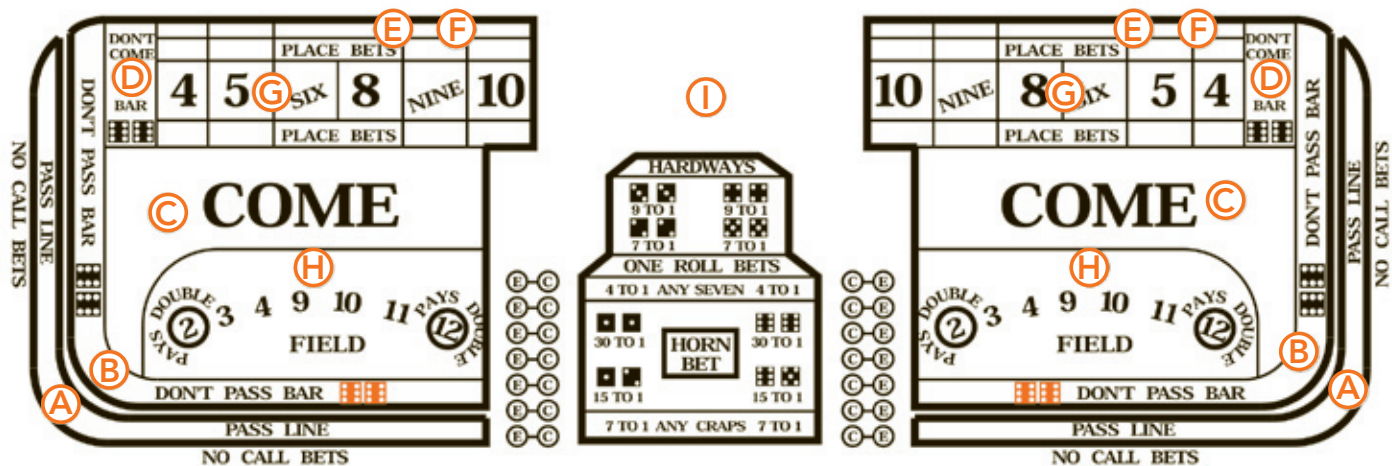 E F
DON'T
COME
D
BAR
PLACE BETS
4 5 G SIX 8 NINE 10
PLACE BETS
DON'T PASS BAR
PASS LINE
NO CALL BETS
C COME
H
PAYS DOUBLE 2 3 4 9 10 11 12 PAYS DOUBLE
FIELD
B
DON'T PASS BAR
A
PASS LINE
NO CALL BETS
I
HARDWAYS
9 TO 1 9 TO 1
7 TO 1 7 TO 1
ONE ROLL BETS
4 TO 1 ANY SEVEN 4 TO 1
30 TO 1 30 TO 1
HORN
BET
15 TO 1 15 TO 1
7 TO 1 ANY CRAPS 7 TO 1
E C
E C
E C
E C
E C
E C
E C
C E
C E
C E
C E
C E
C E
C E
E F
DON'T
COME
D
BAR
PLACE BETS
10 NINE 8 G SIX 5 4
PLACE BETS
DON'T PASS BAR
PASS LINE
NO CALL BETS
COME C
H
PAYS DOUBLE 2 3 4 9 10 11 12 PAYS DOUBLE
FIELD
B
DON'T PASS BAR
A
PASS LINE
NO CALL BETS